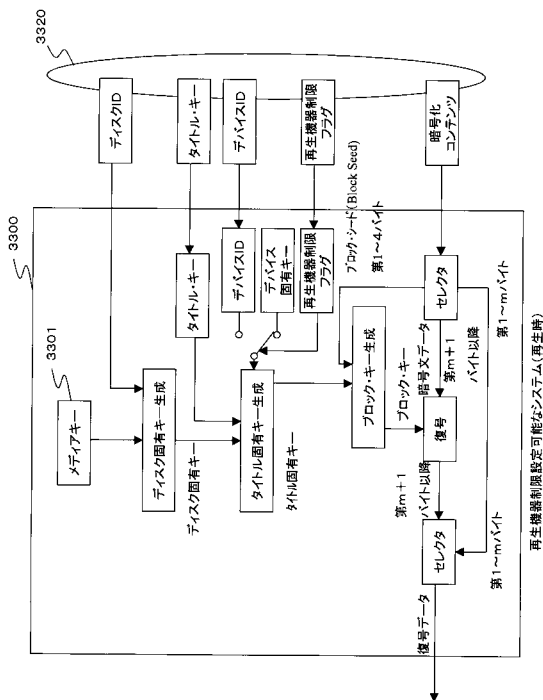 3300
3301
3320
メディアキー
ディスク固有キー生成
ディスク固有キー
タイトル固有キー生成
タイトル固有キー
タイトル・キー
デバイスID
デバイス
固有キー
再生機器制限
フラグ
ディスクID
タイトル・キー
デバイスID
再生機器制限
フラグ
暗号化
コンテンツ
ブロック・シード(Block Seed)
第1～4バイト
ブロック・キー生成
ブロック・キー
セレクタ
暗号文データ
第m+1
バイト以降
第1～mバイト
復号
第m+1
バイト以降
セレクタ
第1～mバイト
復号データ
再生機器制限設定可能なシステム(再生時)